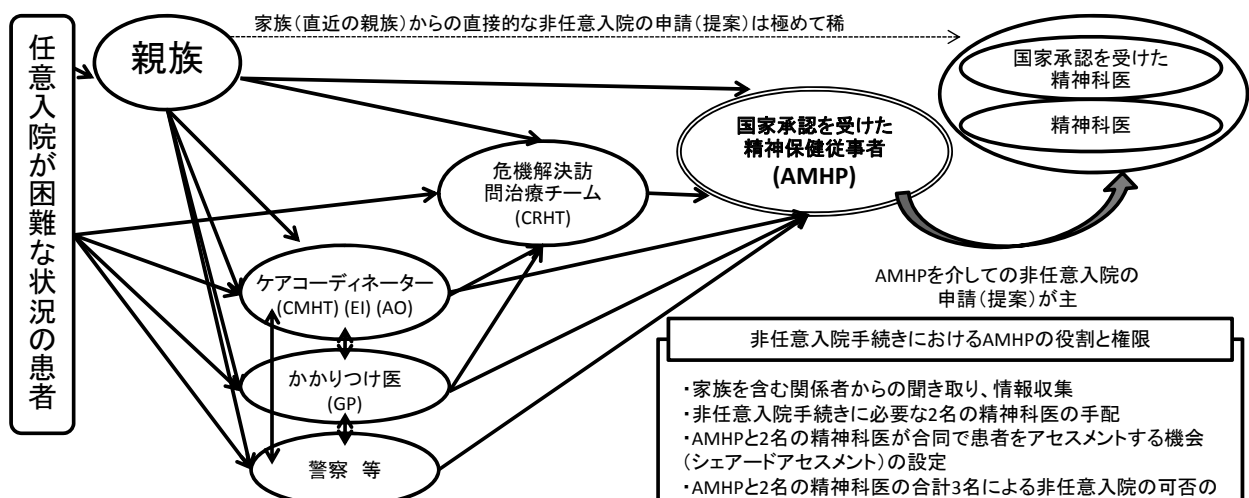 家族（直近の親族）からの直接的な非任意入院の申請（提案）は極めて稀
任意入院が困難な状況の患者
親族
国家承認を受けた
精神科医
精神科医
国家承認を受けた
精神保健従事者
(AMHP)
危機解決訪
問治療チーム
(CRHT)
ケアコーディネーター
(CMHT) (EI) (AO)
かかりつけ医
(GP)
警察　等
AMHPを介しての非任意入院の
申請（提案）が主
非任意入院手続きにおけるAMHPの役割と権限
・家族を含む関係者からの聞き取り、情報収集
・非任意入院手続きに必要な2名の精神科医の手配
・AMHPと2名の精神科医が合同で患者をアセスメントする機会
（シェアードアセスメント）の設定
・AMHPと2名の精神科医の合計3名による非任意入院の可否の